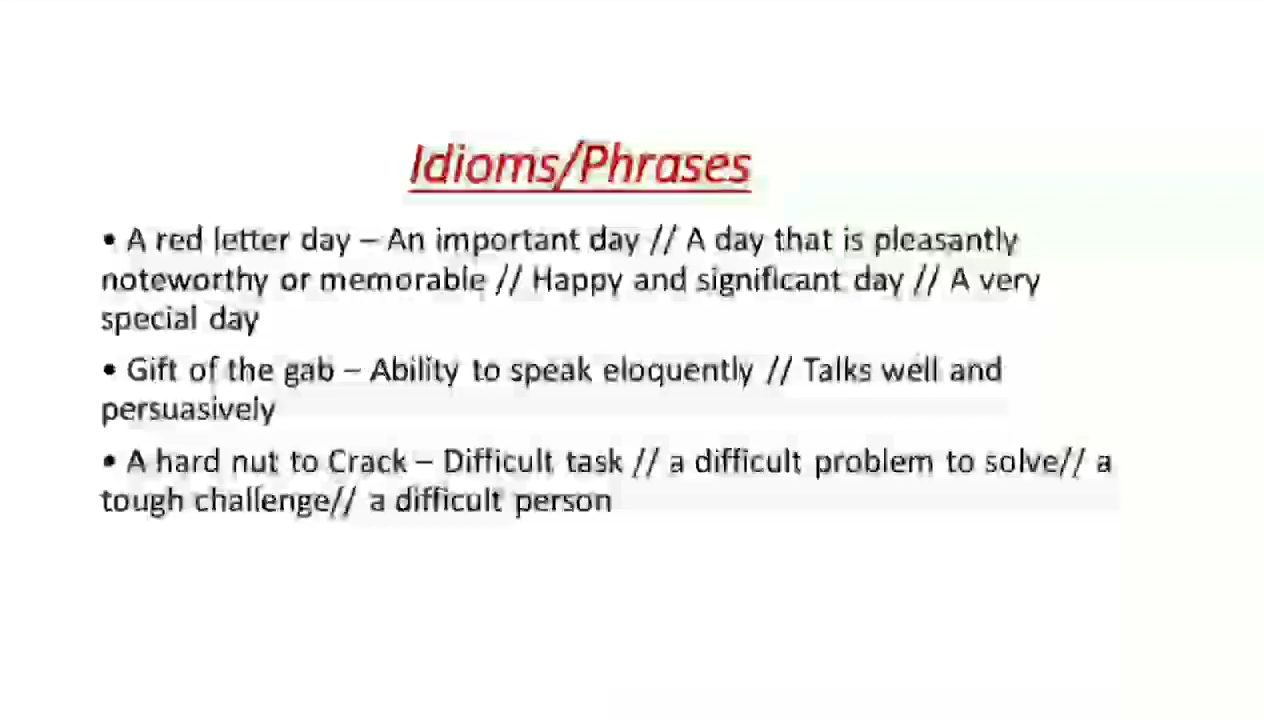 Idioms/Phrases
• A red letter day – An important day // A day that is pleasantly
noteworthy or memorable // Happy and significant day // A very
special day
• Gift of the gab – Ability to speak eloquently // Talks well and
persuasively
• A hard nut to Crack – Difficult task // a difficult problem to solve// a
tough challenge// a difficult person